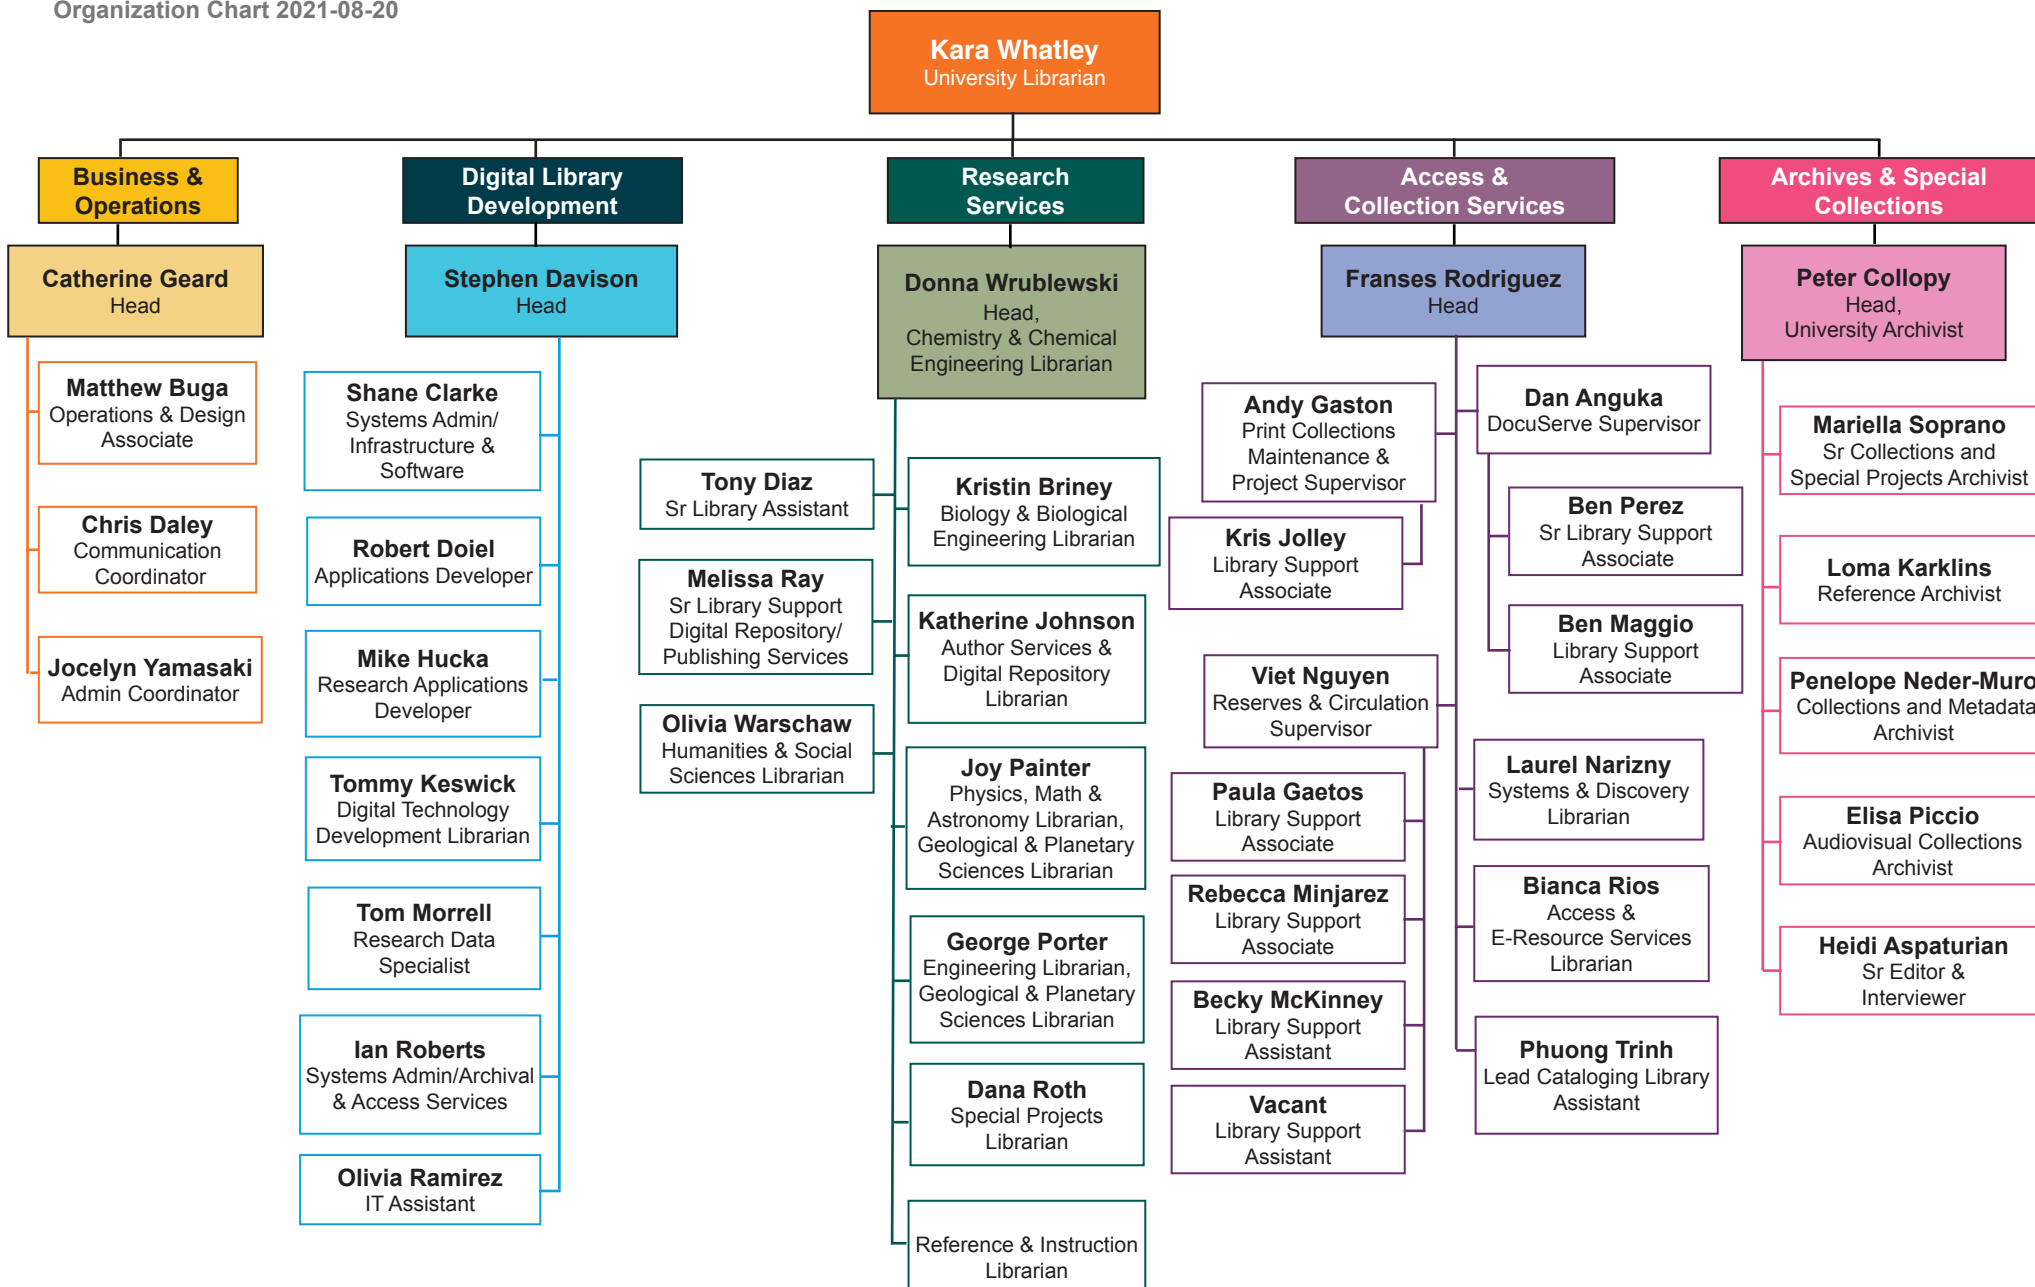 Organization Chart 2021-08-20
Kara Whatley
University Librarian
Business &
Operations
Catherine Geard
Head
Matthew Buga
Operations & Design
Associate
Chris Daley
Communication
Coordinator
Jocelyn Yamasaki
Admin Coordinator
Digital Library
Development
Stephen Davison
Head
Shane Clarke
Systems Admin/
Infrastructure &
Software
Robert Doiel
Applications Developer
Mike Hucka
Research Applications
Developer
Tommy Keswick
Digital Technology
Development Librarian
Tom Morrell
Research Data
Specialist
Ian Roberts
Systems Admin/Archival
& Access Services
Olivia Ramirez
IT Assistant
Research
Services
Donna Wrublewski
Head,
Chemistry & Chemical
Engineering Librarian
Tony Diaz
Sr Library Assistant
Melissa Ray
Sr Library Support
Digital Repository/
Publishing Services
Olivia Warschaw
Humanities & Social
Sciences Librarian
Kristin Briney
Biology & Biological
Engineering Librarian
Katherine Johnson
Author Services &
Digital Repository
Librarian
Joy Painter
Physics, Math &
Astronomy Librarian,
Geological & Planetary
Sciences Librarian
George Porter
Engineering Librarian,
Geological & Planetary
Sciences Librarian
Dana Roth
Special Projects
Librarian
Reference & Instruction
Librarian
Access &
Collection Services
Franses Rodriguez
Head
Andy Gaston
Print Collections
Maintenance &
Project Supervisor
Kris Jolley
Library Support
Associate
Viet Nguyen
Reserves & Circulation
Supervisor
Paula Gaetos
Library Support
Associate
Rebecca Minjarez
Library Support
Associate
Becky McKinney
Library Support
Assistant
Vacant
Library Support
Assistant
Dan Anguka
DocuServe Supervisor
Ben Perez
Sr Library Support
Associate
Ben Maggio
Library Support
Associate
Laurel Narizny
Systems & Discovery
Librarian
Bianca Rios
Access &
E-Resource Services
Librarian
Phuong Trinh
Lead Cataloging Library
Assistant
Archives & Special
Collections
Peter Collopy
Head,
University Archivist
Mariella Soprano
Sr Collections and
Special Projects Archivist
Loma Karklins
Reference Archivist
Penelope Neder-Muro
Collections and Metadata
Archivist
Elisa Piccio
Audiovisual Collections
Archivist
Heidi Aspaturian
Sr Editor &
Interviewer